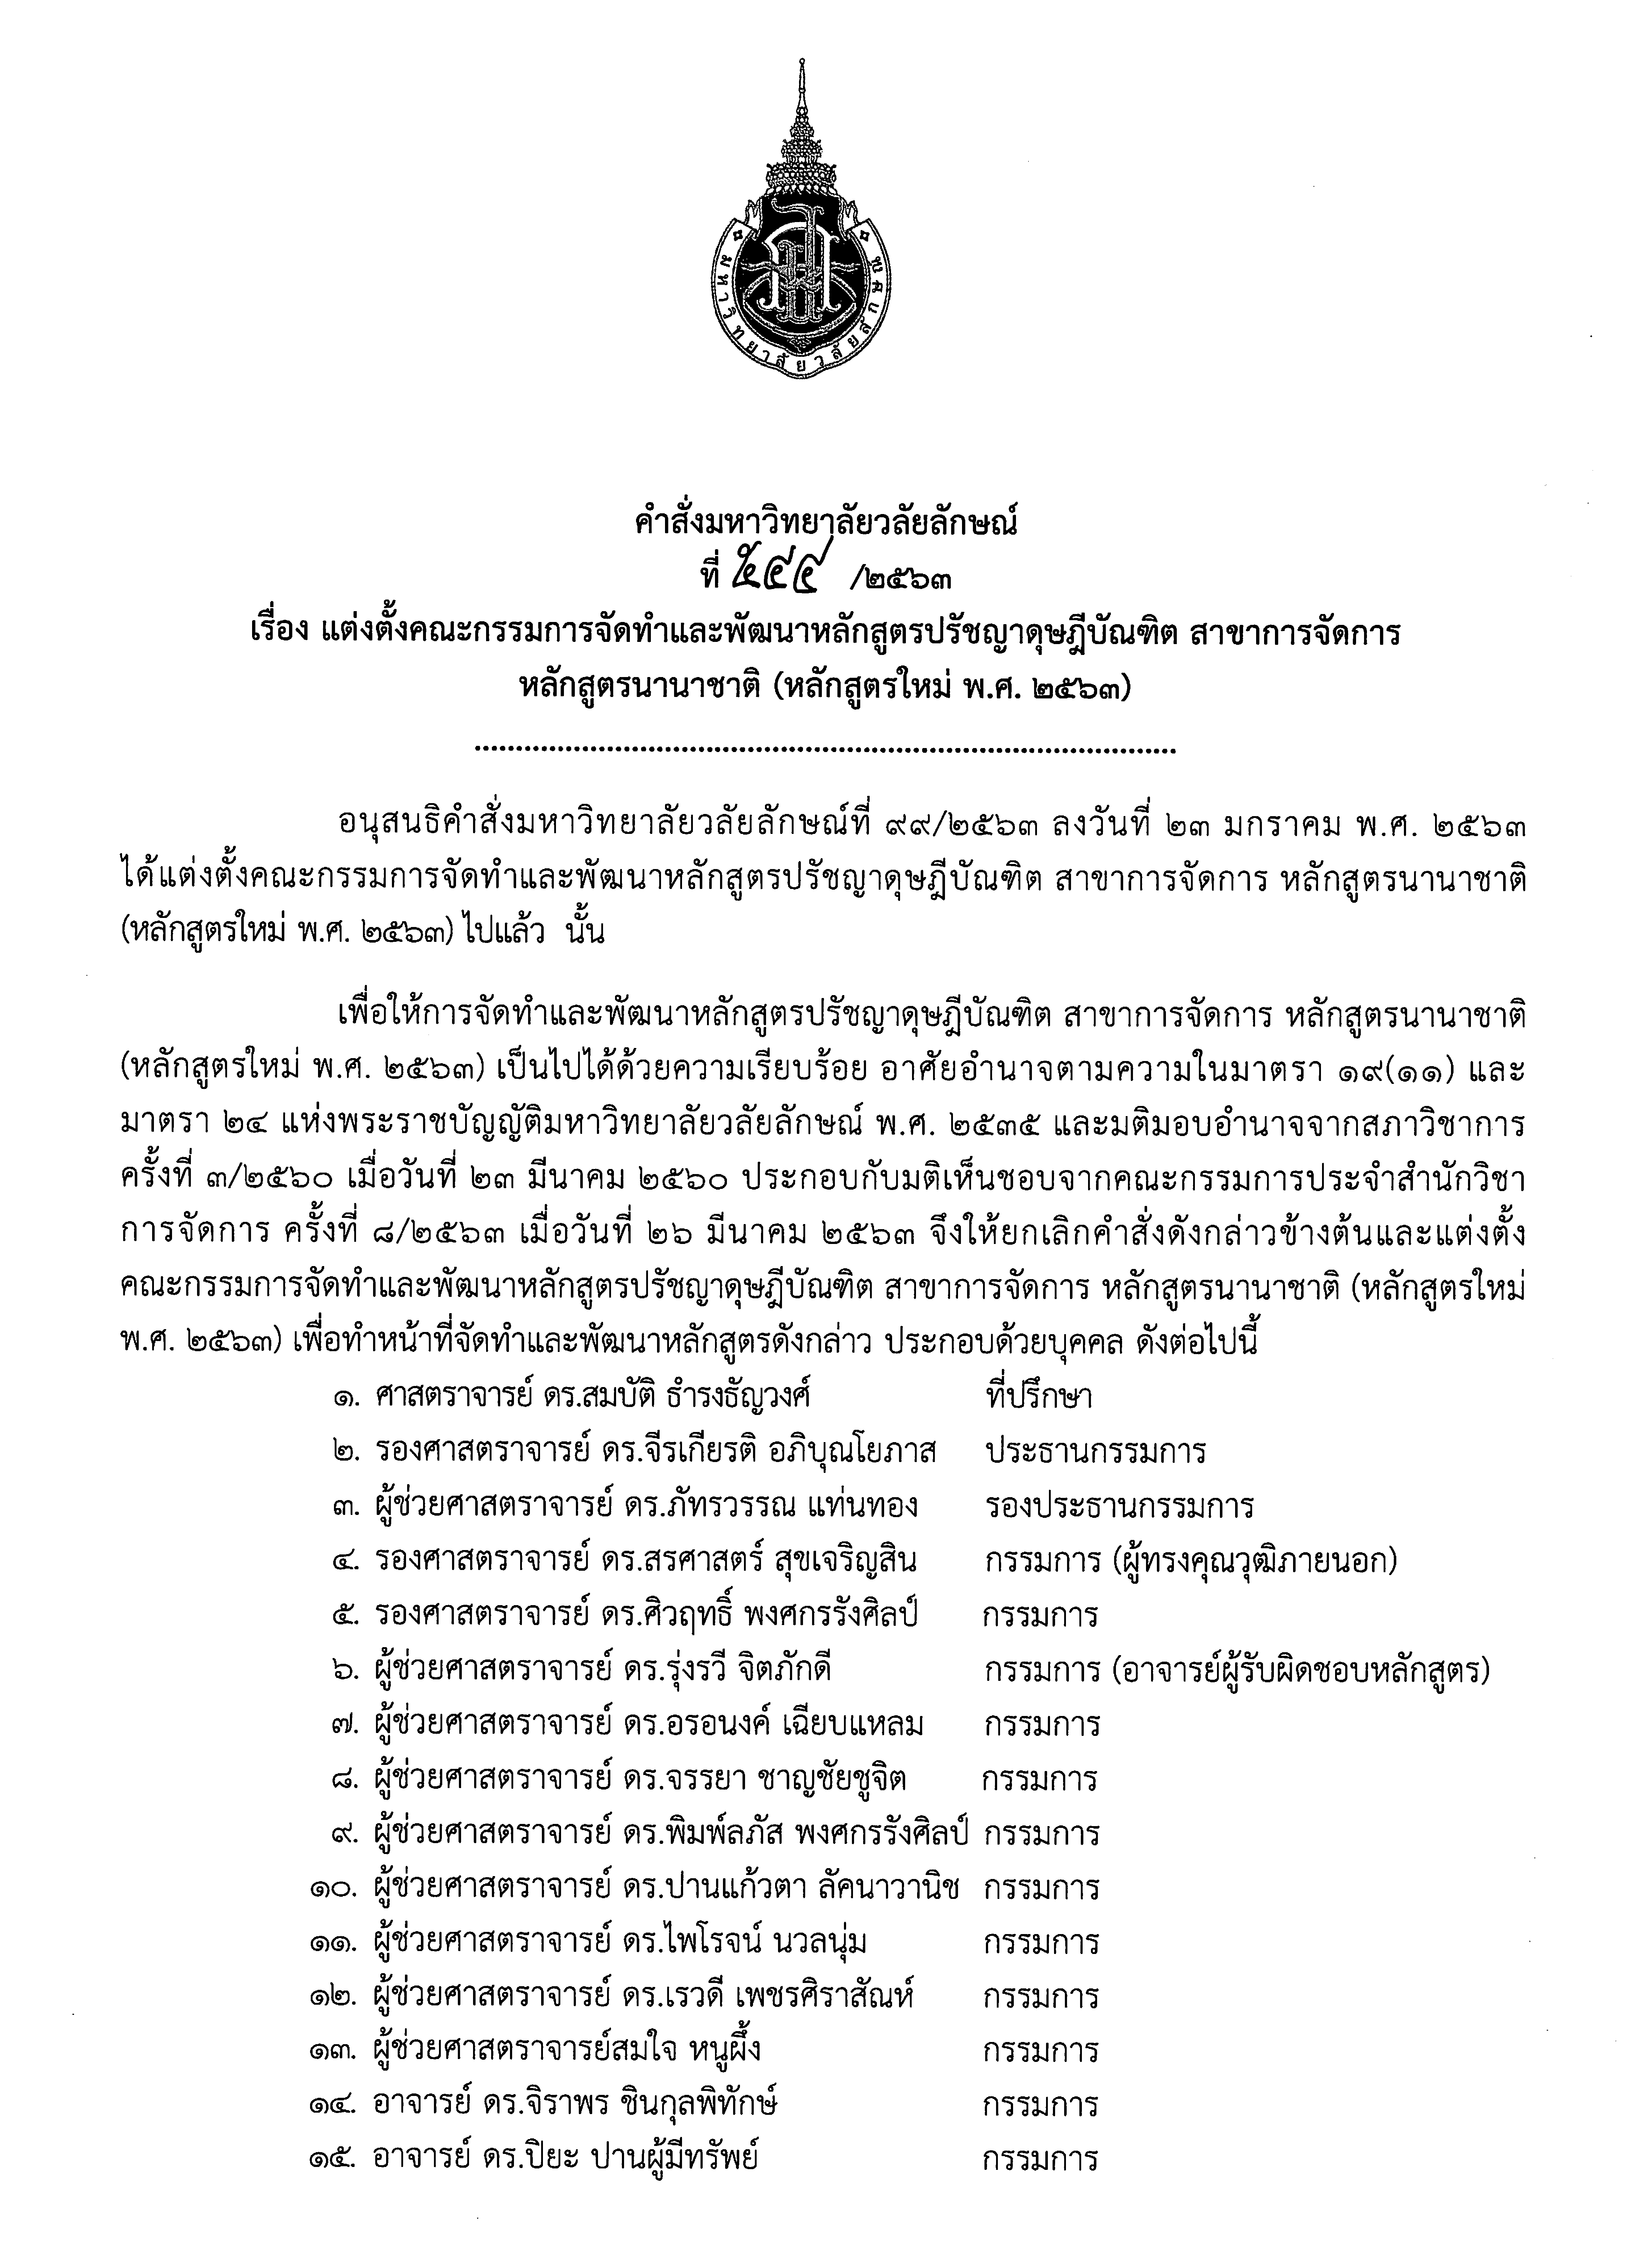 มหาวิทยาลัยวลัยลักษณ์
คำสั่งมหาวิทยาลัยวลัยลักษณ์
ที่ ๕๔๔ /๒๕๖๓
เรื่อง แต่งตั้งคณะกรรมการจัดทำและพัฒนาหลักสูตรปรัชญาดุษฎีบัณฑิต สาขาการจัดการ
หลักสูตรนานาชาติ (หลักสูตรใหม่ พ.ศ. ๒๕๖๓)
อนุสนธิคำสั่งมหาวิทยาลัยวลัยลักษณ์ที่ ๙๙/๒๕๖๓ ลงวันที่ ๒๓ มกราคม พ.ศ. ๒๕๖๓
ได้แต่งตั้งคณะกรรมการจัดทำและพัฒนาหลักสูตรปรัชญาดุษฎีบัณฑิต สาขาการจัดการ หลักสูตรนานาชาติ
(หลักสูตรใหม่ พ.ศ. ๒๕๖๓) ไปแล้ว นั้น
เพื่อให้การจัดทำและพัฒนาหลักสูตรปรัชญาดุษฎีบัณฑิต สาขาการจัดการ หลักสูตรนานาชาติ
(หลักสูตรใหม่ พ.ศ. ๒๕๖๓) เป็นไปได้ด้วยความเรียบร้อย อาศัยอำนาจตามความในมาตรา ๑๙(๑๑) และ
มาตรา ๒๔ แห่งพระราชบัญญัติมหาวิทยาลัยวลัยลักษณ์ พ.ศ. ๒๕๓๕ และมติมอบอำนาจจากสภาวิชาการ
ครั้งที่ ๓/๒๕๖๐ เมื่อวันที่ ๒๓ มีนาคม ๒๕๖๐ ประกอบกับมติเห็นชอบจากคณะกรรมการประจำสำนักวิชา
การจัดการ ครั้งที่ ๘/๒๕๖๓ เมื่อวันที่ ๒๖ มีนาคม ๒๕๖๓ จึงให้ยกเลิกคำสั่งดังกล่าวข้างต้นและแต่งตั้ง
คณะกรรมการจัดทำและพัฒนาหลักสูตรปรัชญาดุษฎีบัณฑิต สาขาการจัดการ หลักสูตรนานาชาติ (หลักสูตรใหม่
พ.ศ. ๒๕๖๓) เพื่อทำหน้าที่จัดทำและพัฒนาหลักสูตรดังกล่าว ประกอบด้วยบุคคล ดังต่อไปนี้
๑. ศาสตราจารย์ ดร.สมบัติ ธำรงธัญวงศ์ ที่ปรึกษา
๒. รองศาสตราจารย์ ดร.จีรเกียรติ อภิบุณโยภาส ประธานกรรมการ
๓. ผู้ช่วยศาสตราจารย์ ดร.ภัทรวรรณ แท่นทอง รองประธานกรรมการ
๔. รองศาสตราจารย์ ดร.สรศาสตร์ สุขเจริญสิน กรรมการ (ผู้ทรงคุณวุฒิภายนอก)
๕. รองศาสตราจารย์ ดร.ศิวฤทธิ์ พงศกรรังศิลป์ กรรมการ
๖. ผู้ช่วยศาสตราจารย์ ดร.รุ่งรวี จิตภักดี กรรมการ (อาจารย์ผู้รับผิดชอบหลักสูตร)
๗. ผู้ช่วยศาสตราจารย์ ดร.อรอนงค์ เฉียบแหลม กรรมการ
๘. ผู้ช่วยศาสตราจารย์ ดร.จรรยา ชาญชัยชูจิต กรรมการ
๙. ผู้ช่วยศาสตราจารย์ ดร.พิมพ์ลภัส พงศกรรังศิลป์ กรรมการ
๑๐. ผู้ช่วยศาสตราจารย์ ดร.ปานแก้วตา ลัคนาวานิช กรรมการ
๑๑. ผู้ช่วยศาสตราจารย์ ดร.ไพโรจน์ นวลนุ่ม กรรมการ
๑๒. ผู้ช่วยศาสตราจารย์ ดร.เรวดี เพชรศิราสัณห์ กรรมการ
๑๓. ผู้ช่วยศาสตราจารย์สมใจ หนูผึ้ง กรรมการ
๑๔. อาจารย์ ดร.จิราพร ชินกุลพิทักษ์ กรรมการ
๑๕. อาจารย์ ดร.ปิยะ ปานผู้มีทรัพย์ กรรมการ